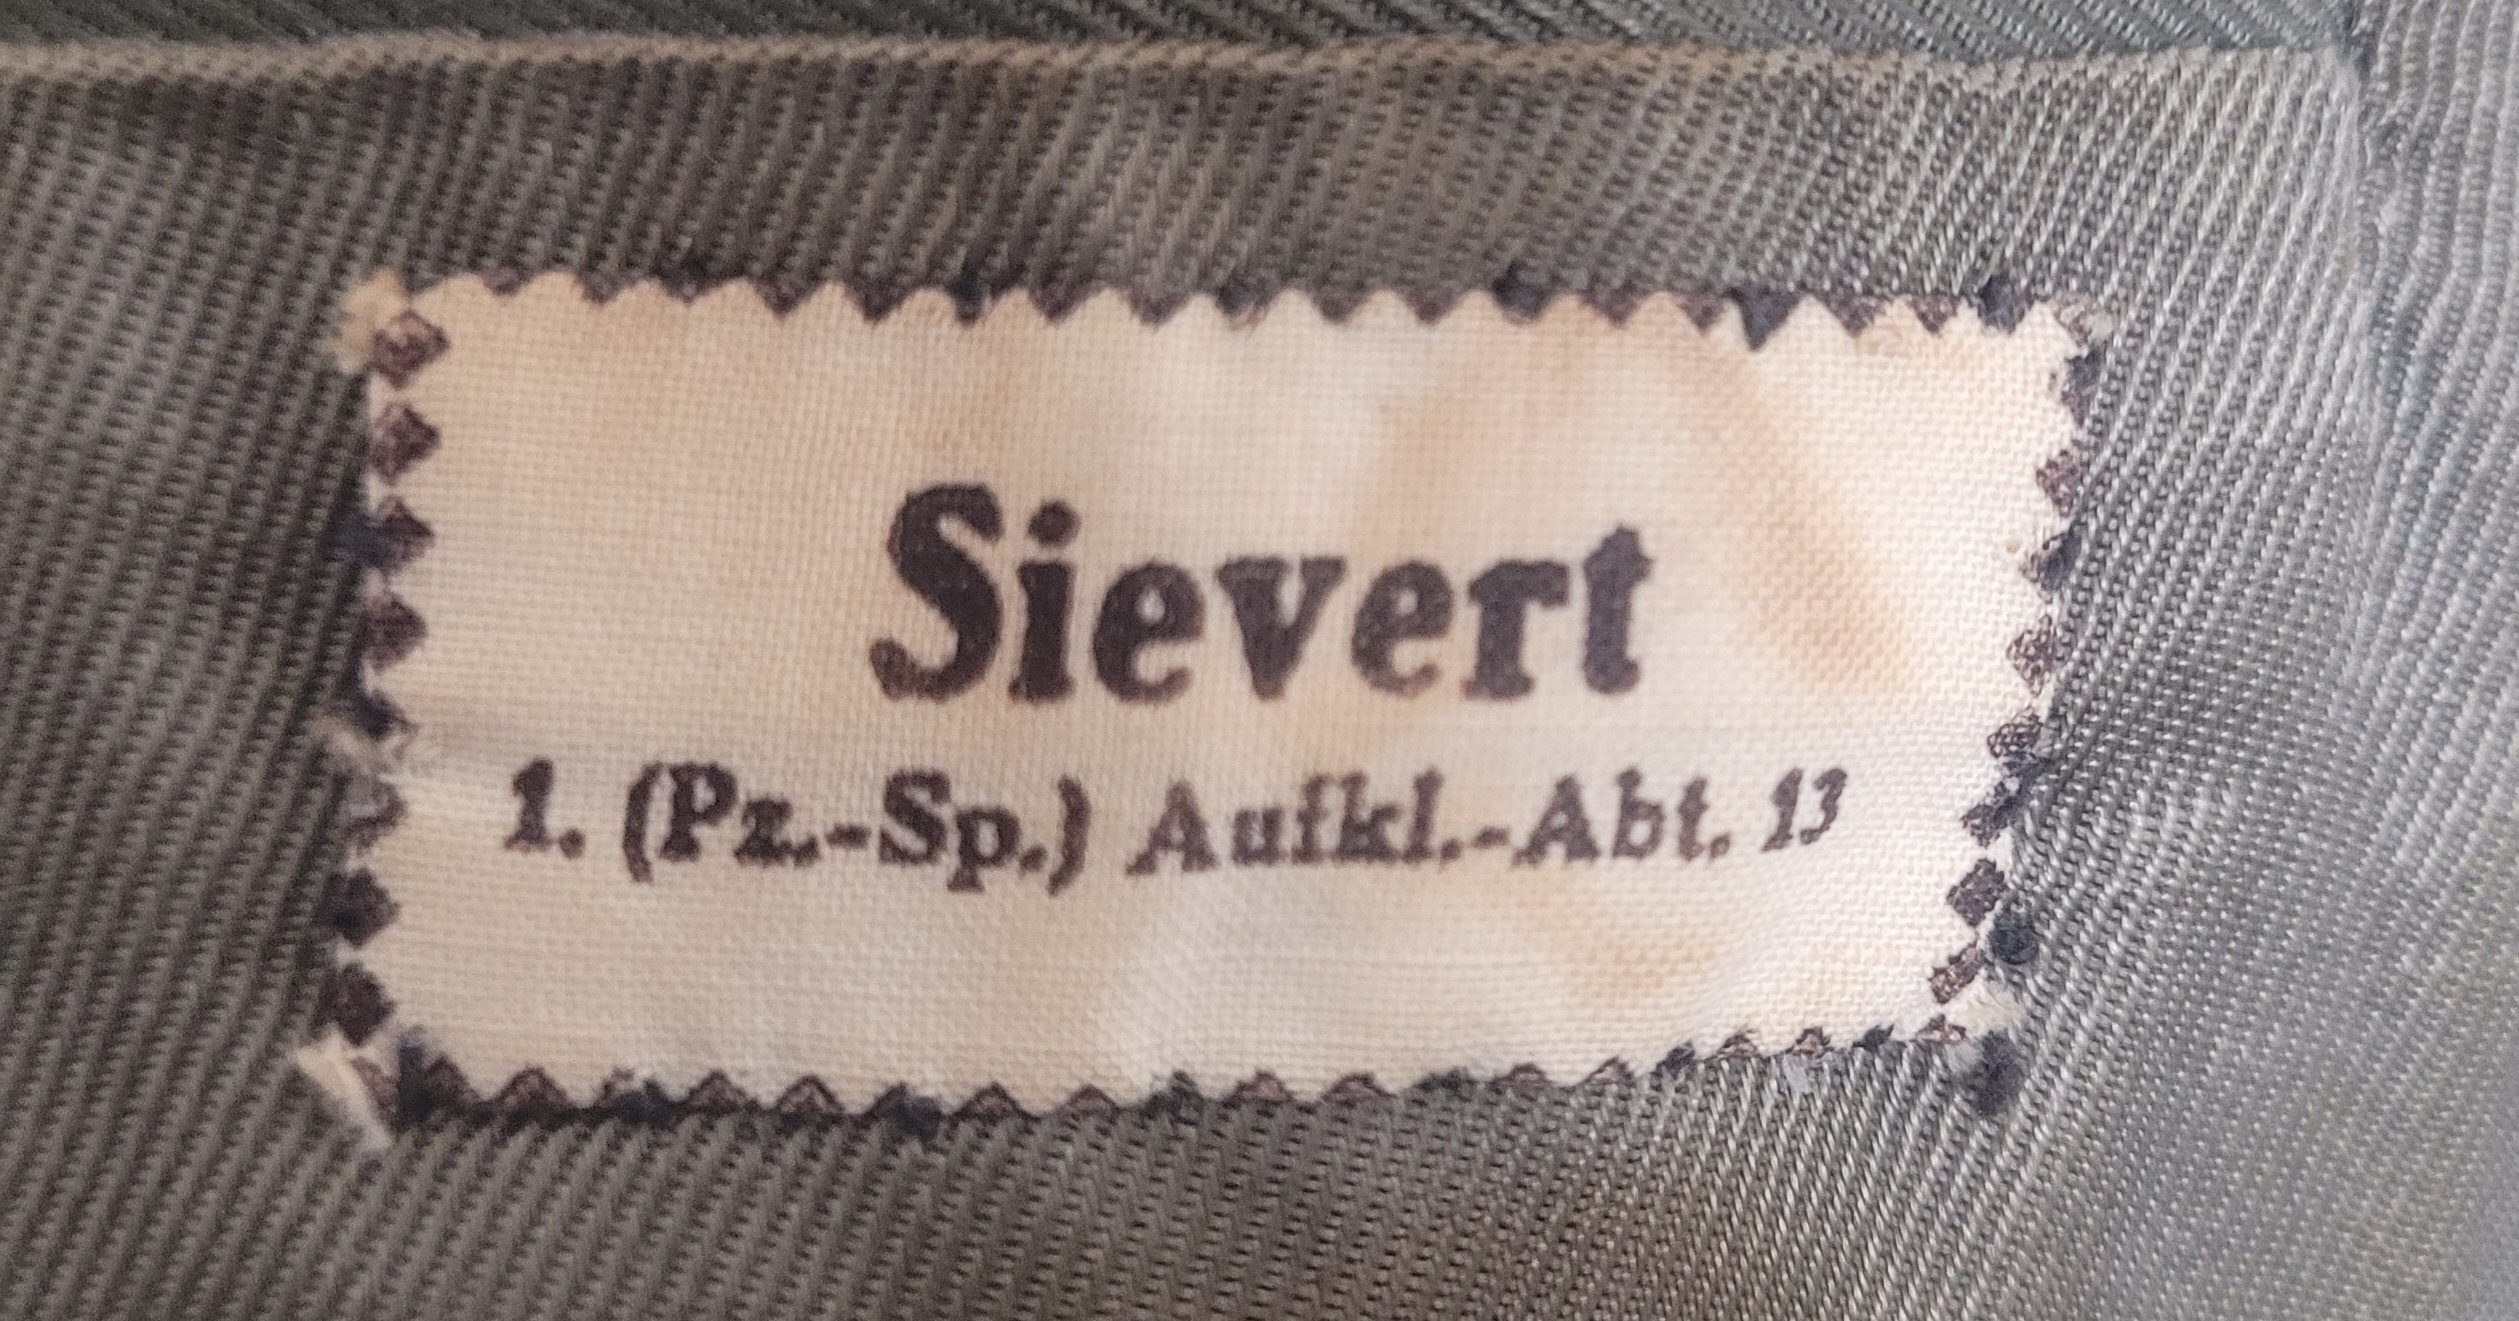 Sievert
1. (Pz.-Sp.) Aufkl.-Abt. 13